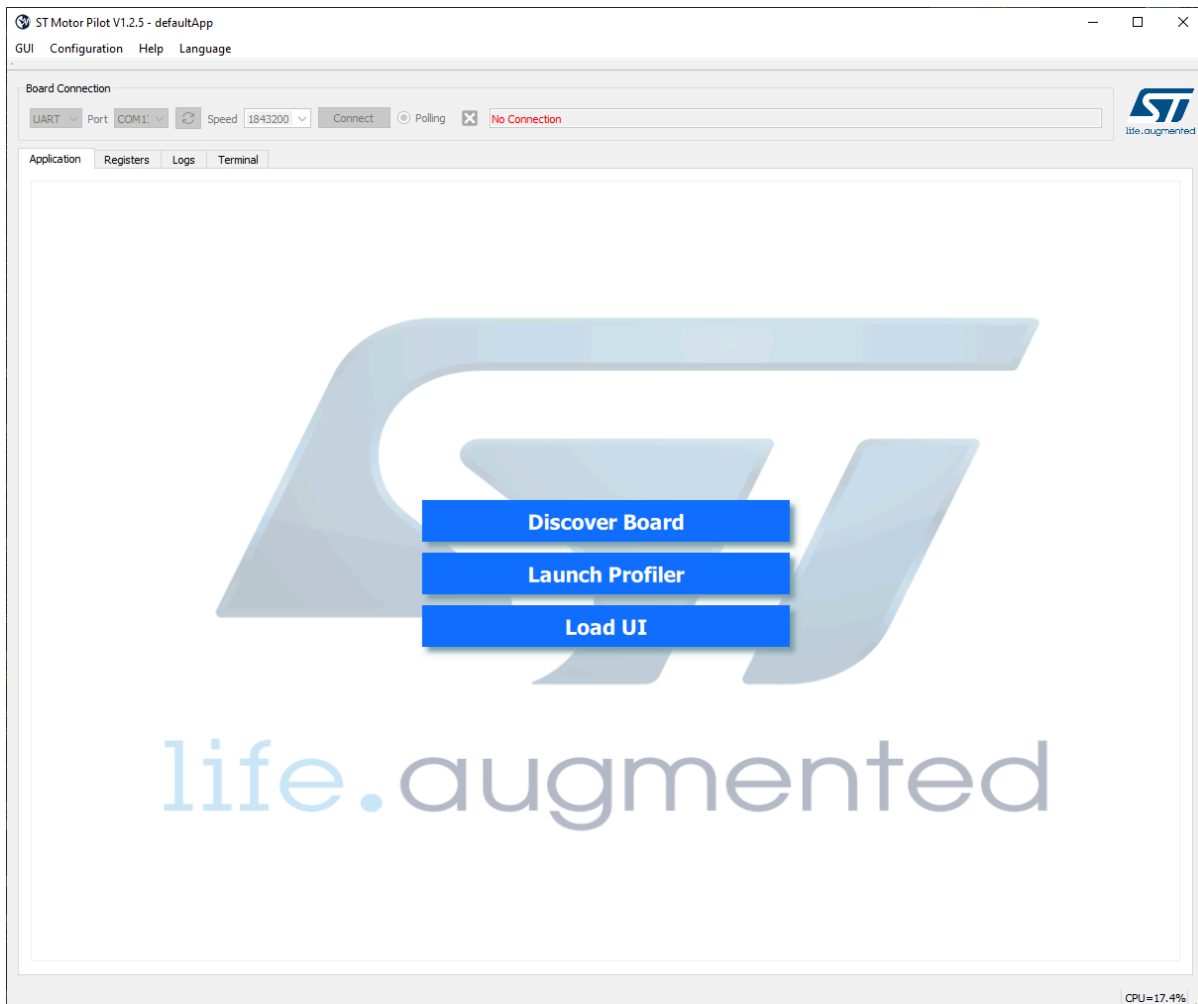 ST Motor Pilot V1.2.5 - defaultApp
GUI Configuration Help Language
Board Connection
UART Port COM1 Speed 1843200 Connect Polling No Connection
life.augmented
Application Registers Logs Terminal
Discover Board
Launch Profiler
Load UI
life.augmented
CPU=17.4%